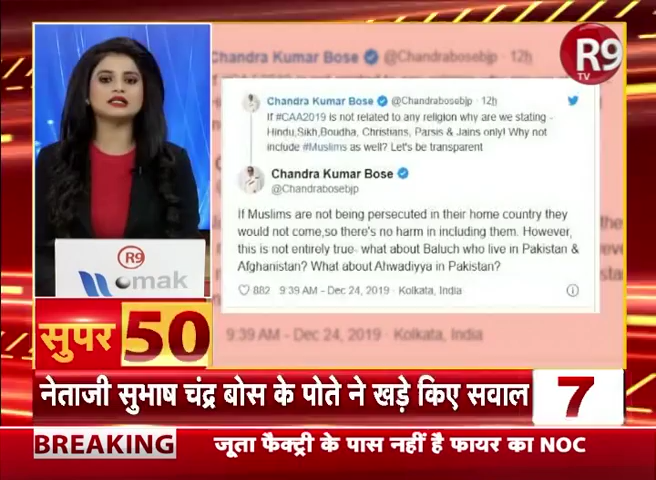 Chandra Kumar Bose @Chandrabosebjp · 12h
R9
TV
Chandra Kumar Bose @Chandrabosebjp · 12h
If #CAA2019 is not related to any religion why are we stating -
Hindu,Sikh,Boudha, Christians, Parsis & Jains only! Why not
include #Muslims as well? Let's be transparent
Chandra Kumar Bose
@Chandrabosebjp
If Muslims are not being persecuted in their home country they
would not come,so there's no harm in including them. However,
this is not entirely true- what about Baluch who live in Pakistan &
Afghanistan? What about Ahwadiyya in Pakistan?
882 9:39 AM - Dec 24, 2019 · Kolkata, India
9:39 AM - Dec 24, 2019 · Kolkata, India
R9
omak
सुपर 50
नेताजी सुभाष चंद्र बोस के पोते ने खड़े किए सवाल 7
BREAKING जूता फैक्ट्री के पास नहीं है फायर का NOC